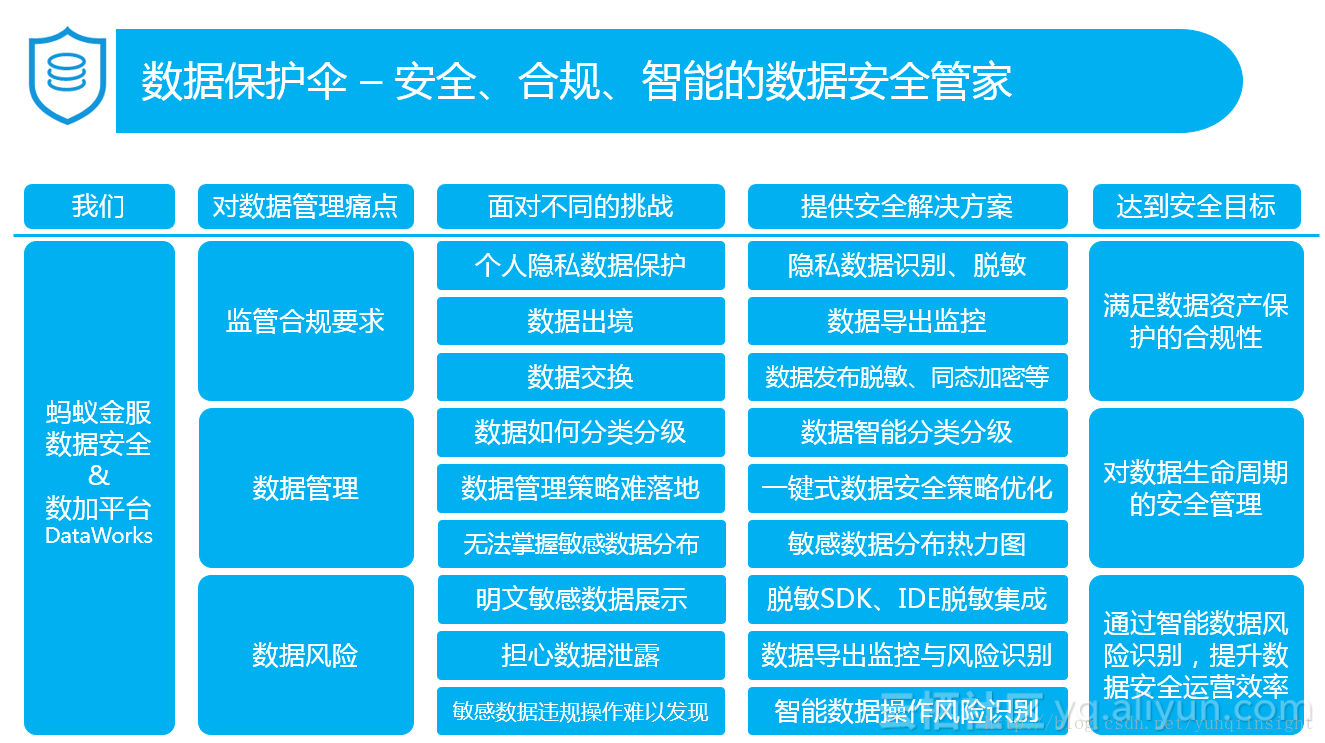 数据保护伞 – 安全、合规、智能的数据安全管家
我们
对数据管理痛点
面对不同的挑战
提供安全解决方案
达到安全目标
蚂蚁金服
数据安全
&
数加平台
DataWorks
监管合规要求
个人隐私数据保护
隐私数据识别、脱敏
数据出境
数据导出监控
数据交换
数据发布脱敏、同态加密等
满足数据资产保
护的合规性
数据管理
数据如何分类分级
数据智能分类分级
数据管理策略难落地
一键式数据安全策略优化
无法掌握敏感数据分布
敏感数据分布热力图
对数据生命周期
的安全管理
数据风险
明文敏感数据展示
脱敏SDK、IDE脱敏集成
担心数据泄露
数据导出监控与风险识别
敏感数据违规操作难以发现
智能数据操作风险识别
通过智能数据风
险识别，提升数
据安全运营效率
云栖社区 yq.aliyun.com
http://blog.csdn.net/yunqiinsight